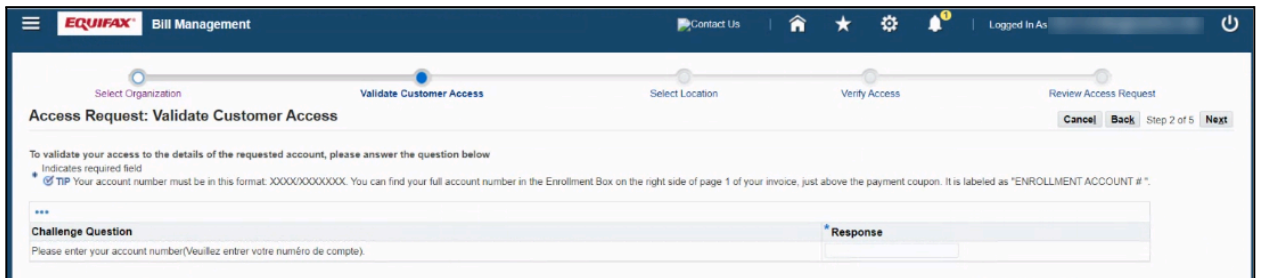 EQUIFAX Bill Management Contact Us 1 Logged In As
Select Organization Validate Customer Access Select Location Verify Access Review Access Request
Access Request: Validate Customer Access Cancel Back Step 2 of 5 Next
To validate your access to the details of the requested account, please answer the question below
* Indicates required field
TIP Your account number must be in this format: XXXX/XXXXXXX. You can find your full account number in the Enrollment Box on the right side of page 1 of your invoice, just above the payment coupon. It is labeled as "ENROLLMENT ACCOUNT # ".
Challenge Question * Response
Please enter your account number(Veuillez entrer votre numéro de compte).